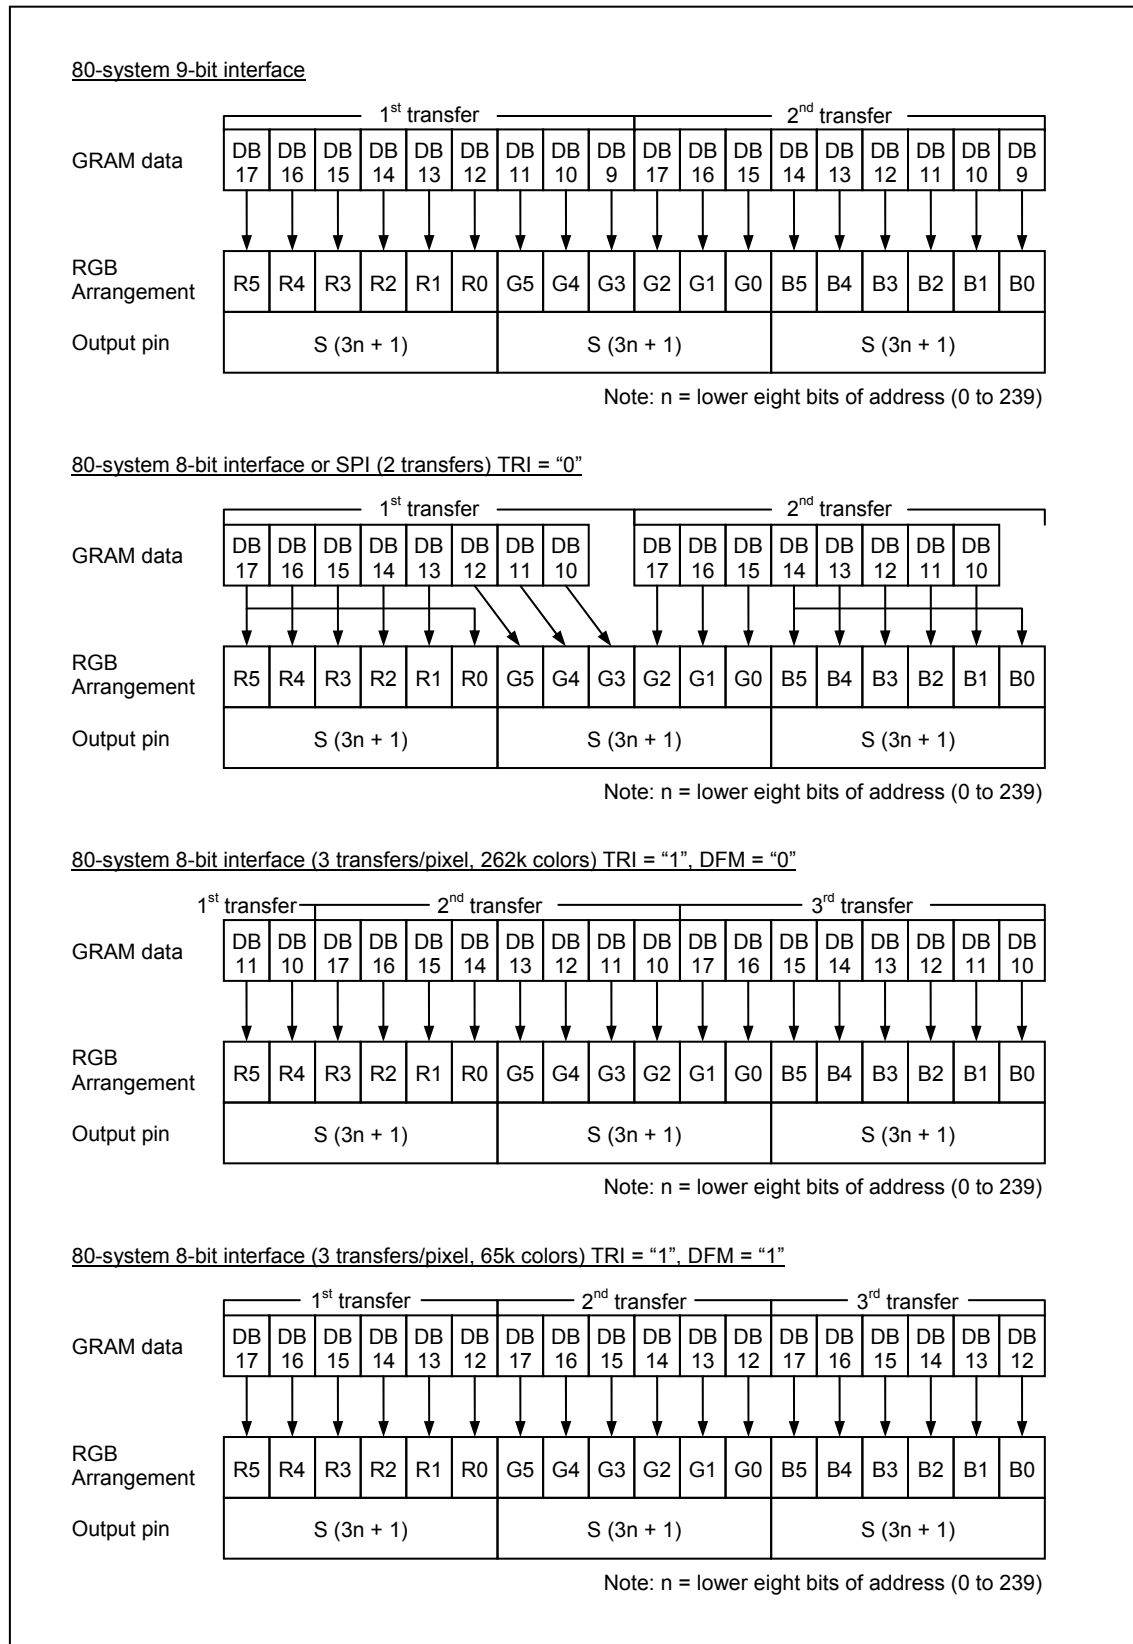 80-system 9-bit interface
1st transfer 2nd transfer
GRAM data DB 17 DB 16 DB 15 DB 14 DB 13 DB 12 DB 11 DB 10 DB 9 DB 17 DB 16 DB 15 DB 14 DB 13 DB 12 DB 11 DB 10 DB 9
RGB Arrangement R5 R4 R3 R2 R1 R0 G5 G4 G3 G2 G1 G0 B5 B4 B3 B2 B1 B0
Output pin S (3n + 1) S (3n + 1) S (3n + 1)
Note: n = lower eight bits of address (0 to 239)
80-system 8-bit interface or SPI (2 transfers) TRI = “0”
1st transfer 2nd transfer
GRAM data DB 17 DB 16 DB 15 DB 14 DB 13 DB 12 DB 11 DB 10 DB 17 DB 16 DB 15 DB 14 DB 13 DB 12 DB 11 DB 10
RGB Arrangement R5 R4 R3 R2 R1 R0 G5 G4 G3 G2 G1 G0 B5 B4 B3 B2 B1 B0
Output pin S (3n + 1) S (3n + 1) S (3n + 1)
Note: n = lower eight bits of address (0 to 239)
80-system 8-bit interface (3 transfers/pixel, 262k colors) TRI = “1”, DFM = “0”
1st transfer 2nd transfer 3rd transfer
GRAM data DB 11 DB 10 DB 17 DB 16 DB 15 DB 14 DB 13 DB 12 DB 11 DB 10 DB 17 DB 16 DB 15 DB 14 DB 13 DB 12 DB 11 DB 10
RGB Arrangement R5 R4 R3 R2 R1 R0 G5 G4 G3 G2 G1 G0 B5 B4 B3 B2 B1 B0
Output pin S (3n + 1) S (3n + 1) S (3n + 1)
Note: n = lower eight bits of address (0 to 239)
80-system 8-bit interface (3 transfers/pixel, 65k colors) TRI = “1”, DFM = “1”
1st transfer 2nd transfer 3rd transfer
GRAM data DB 17 DB 16 DB 15 DB 14 DB 13 DB 12 DB 17 DB 16 DB 15 DB 14 DB 13 DB 12 DB 17 DB 16 DB 15 DB 14 DB 13 DB 12
RGB Arrangement R5 R4 R3 R2 R1 R0 G5 G4 G3 G2 G1 G0 B5 B4 B3 B2 B1 B0
Output pin S (3n + 1) S (3n + 1) S (3n + 1)
Note: n = lower eight bits of address (0 to 239)